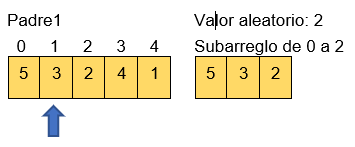 Padre1
0 1 2 3 4
5 3 2 4 1
Valor aleatorio: 2
Subarreglo de 0 a 2
5 3 2